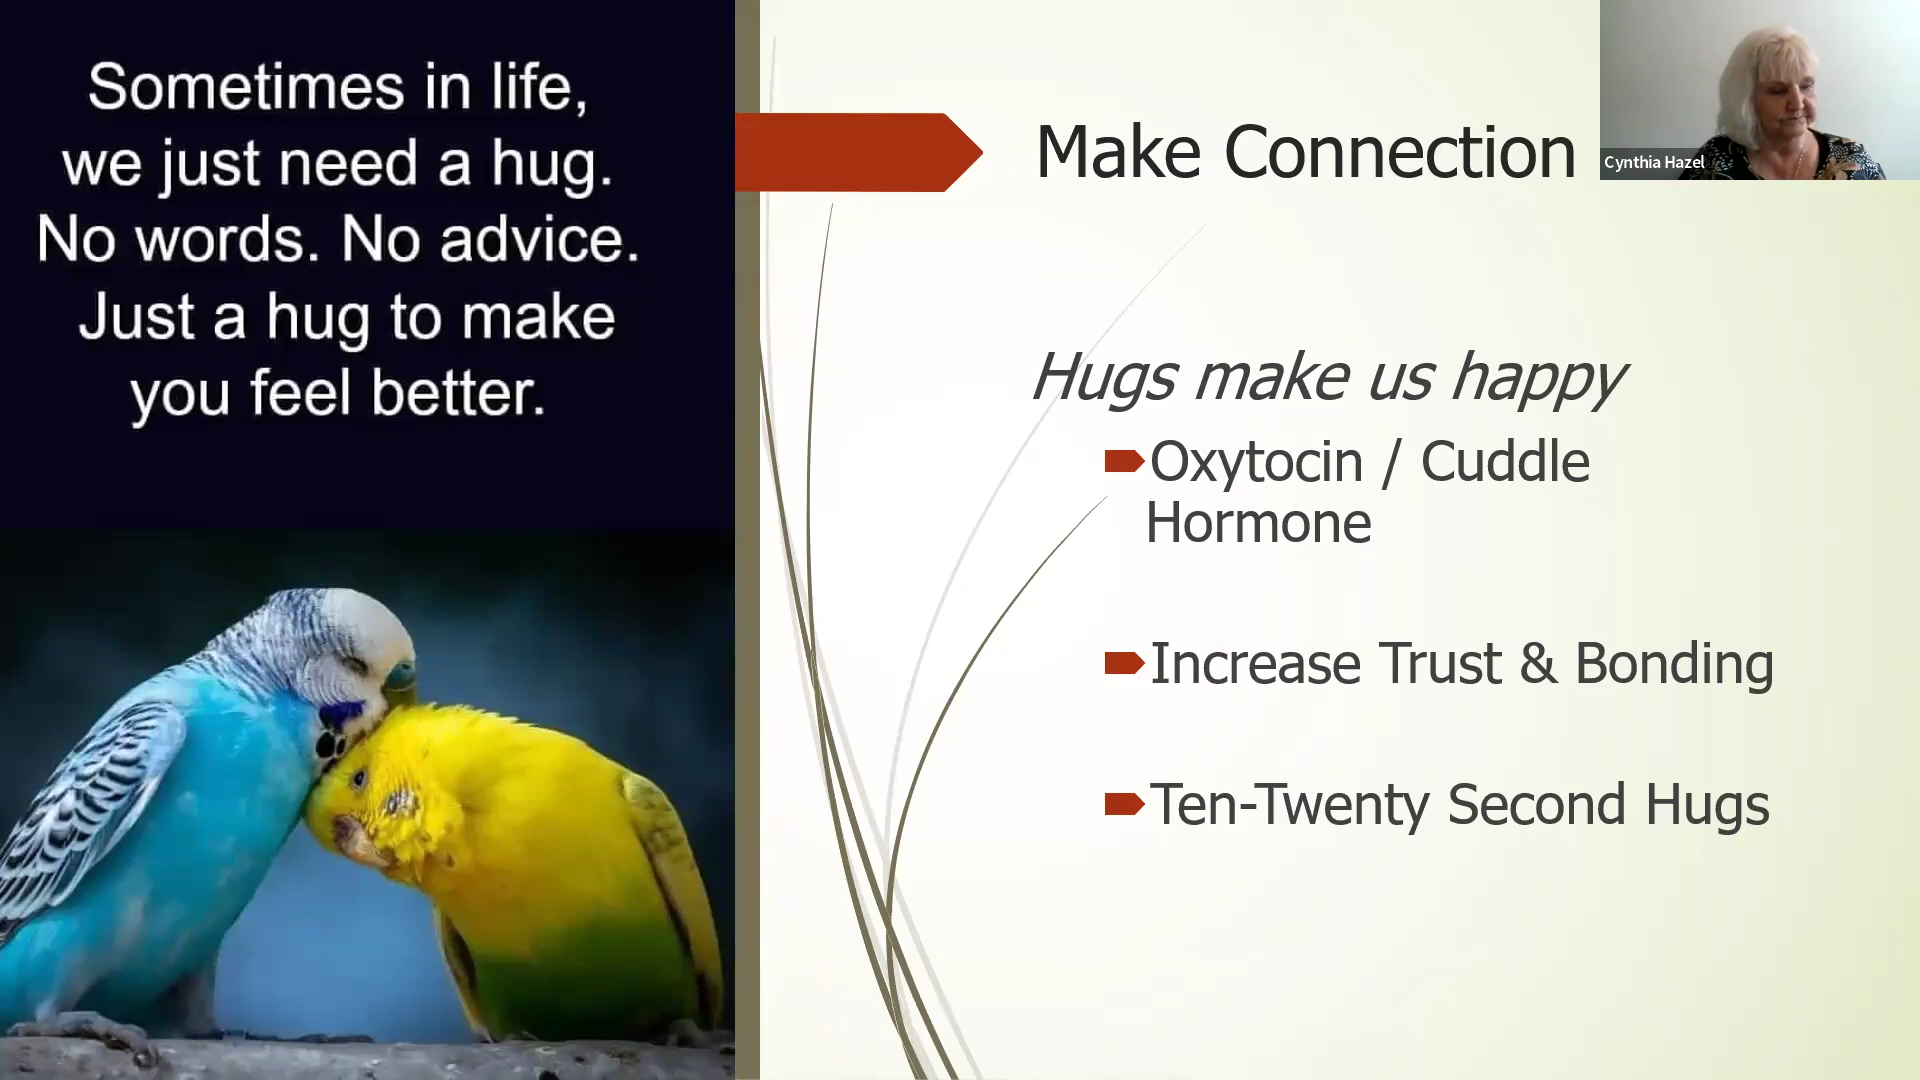 Sometimes in life,
we just need a hug.
No words. No advice.
Just a hug to make
you feel better.
Make Connection
Cynthia Hazel
Hugs make us happy
Oxytocin / Cuddle
Hormone
Increase Trust & Bonding
Ten-Twenty Second Hugs